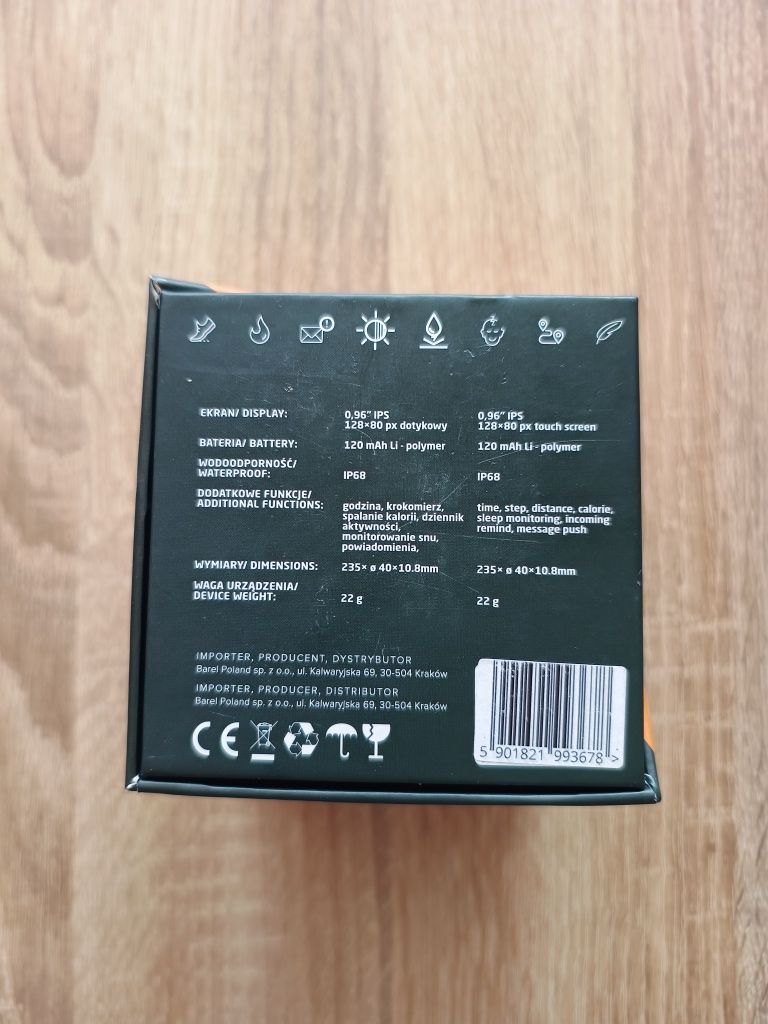 EKRAN/ DISPLAY:
0,96” IPS
128×80 px dotykowy
0,96” IPS
128×80 px touch screen
BATERIA/ BATTERY:
120 mAh Li - polymer
120 mAh Li - polymer
WODOODPORNOŚĆ/
WATERPROOF:
IP68
IP68
DODATKOWE FUNKCJE/
ADDITIONAL FUNCTIONS:
godzina, krokomierz,
spalanie kalorii, dziennik
aktywności,
monitorowanie snu,
powiadomienia,
time, step, distance, calorie,
sleep monitoring, incoming
remind, message push
WYMIARY/ DIMENSIONS:
235× ø 40×10.8mm
235× ø 40×10.8mm
WAGA URZĄDZENIA/
DEVICE WEIGHT:
22 g
22 g
IMPORTER, PRODUCENT, DYSTRYBUTOR
Barel Poland sp. z o.o., ul. Kalwaryjska 69, 30-504 Kraków
IMPORTER, PRODUCER, DISTRIBUTOR
Barel Poland sp. z o.o., ul. Kalwaryjska 69, 30-504 Kraków
CE
5 901821 993678 >